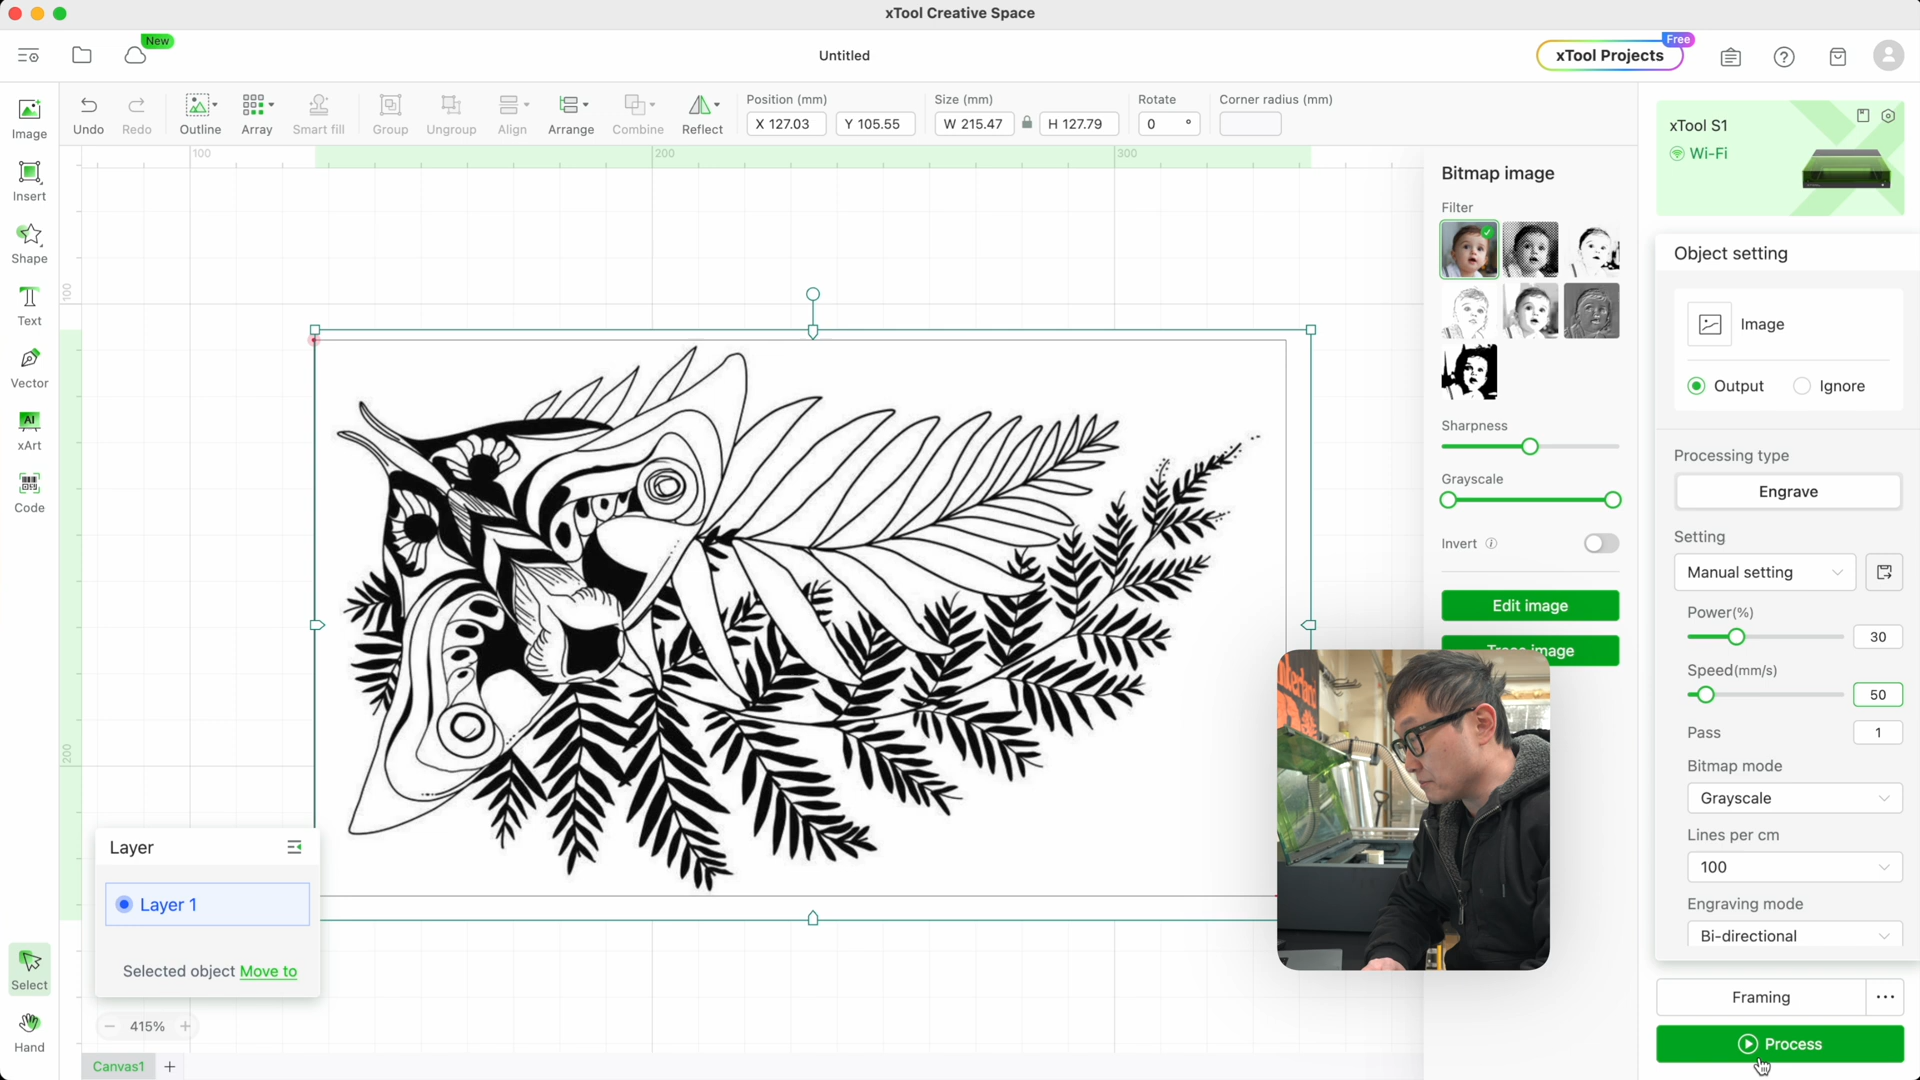 xTool Creative Space
New
Untitled
xTool Projects
Free
Image
Insert
Shape
Text
Vector
AI
xArt
Code
Select
Hand
Undo
Redo
Outline
Array
Smart fill
Group
Ungroup
Align
Arrange
Combine
Reflect
Position (mm)
X 127.03
Y 105.55
Size (mm)
W 215.47
H 127.79
Rotate
0 °
Corner radius (mm)
100
200
300
100
200
Layer
Layer 1
Selected object Move to
415%
Canvas1
Bitmap image
Filter
Sharpness
Grayscale
Invert
Edit image
Trace image
xTool S1
Wi-Fi
Object setting
Image
Output
Ignore
Processing type
Engrave
Setting
Manual setting
Power(%)
30
Speed(mm/s)
50
Pass
1
Bitmap mode
Grayscale
Lines per cm
100
Engraving mode
Bi-directional
Framing
Process